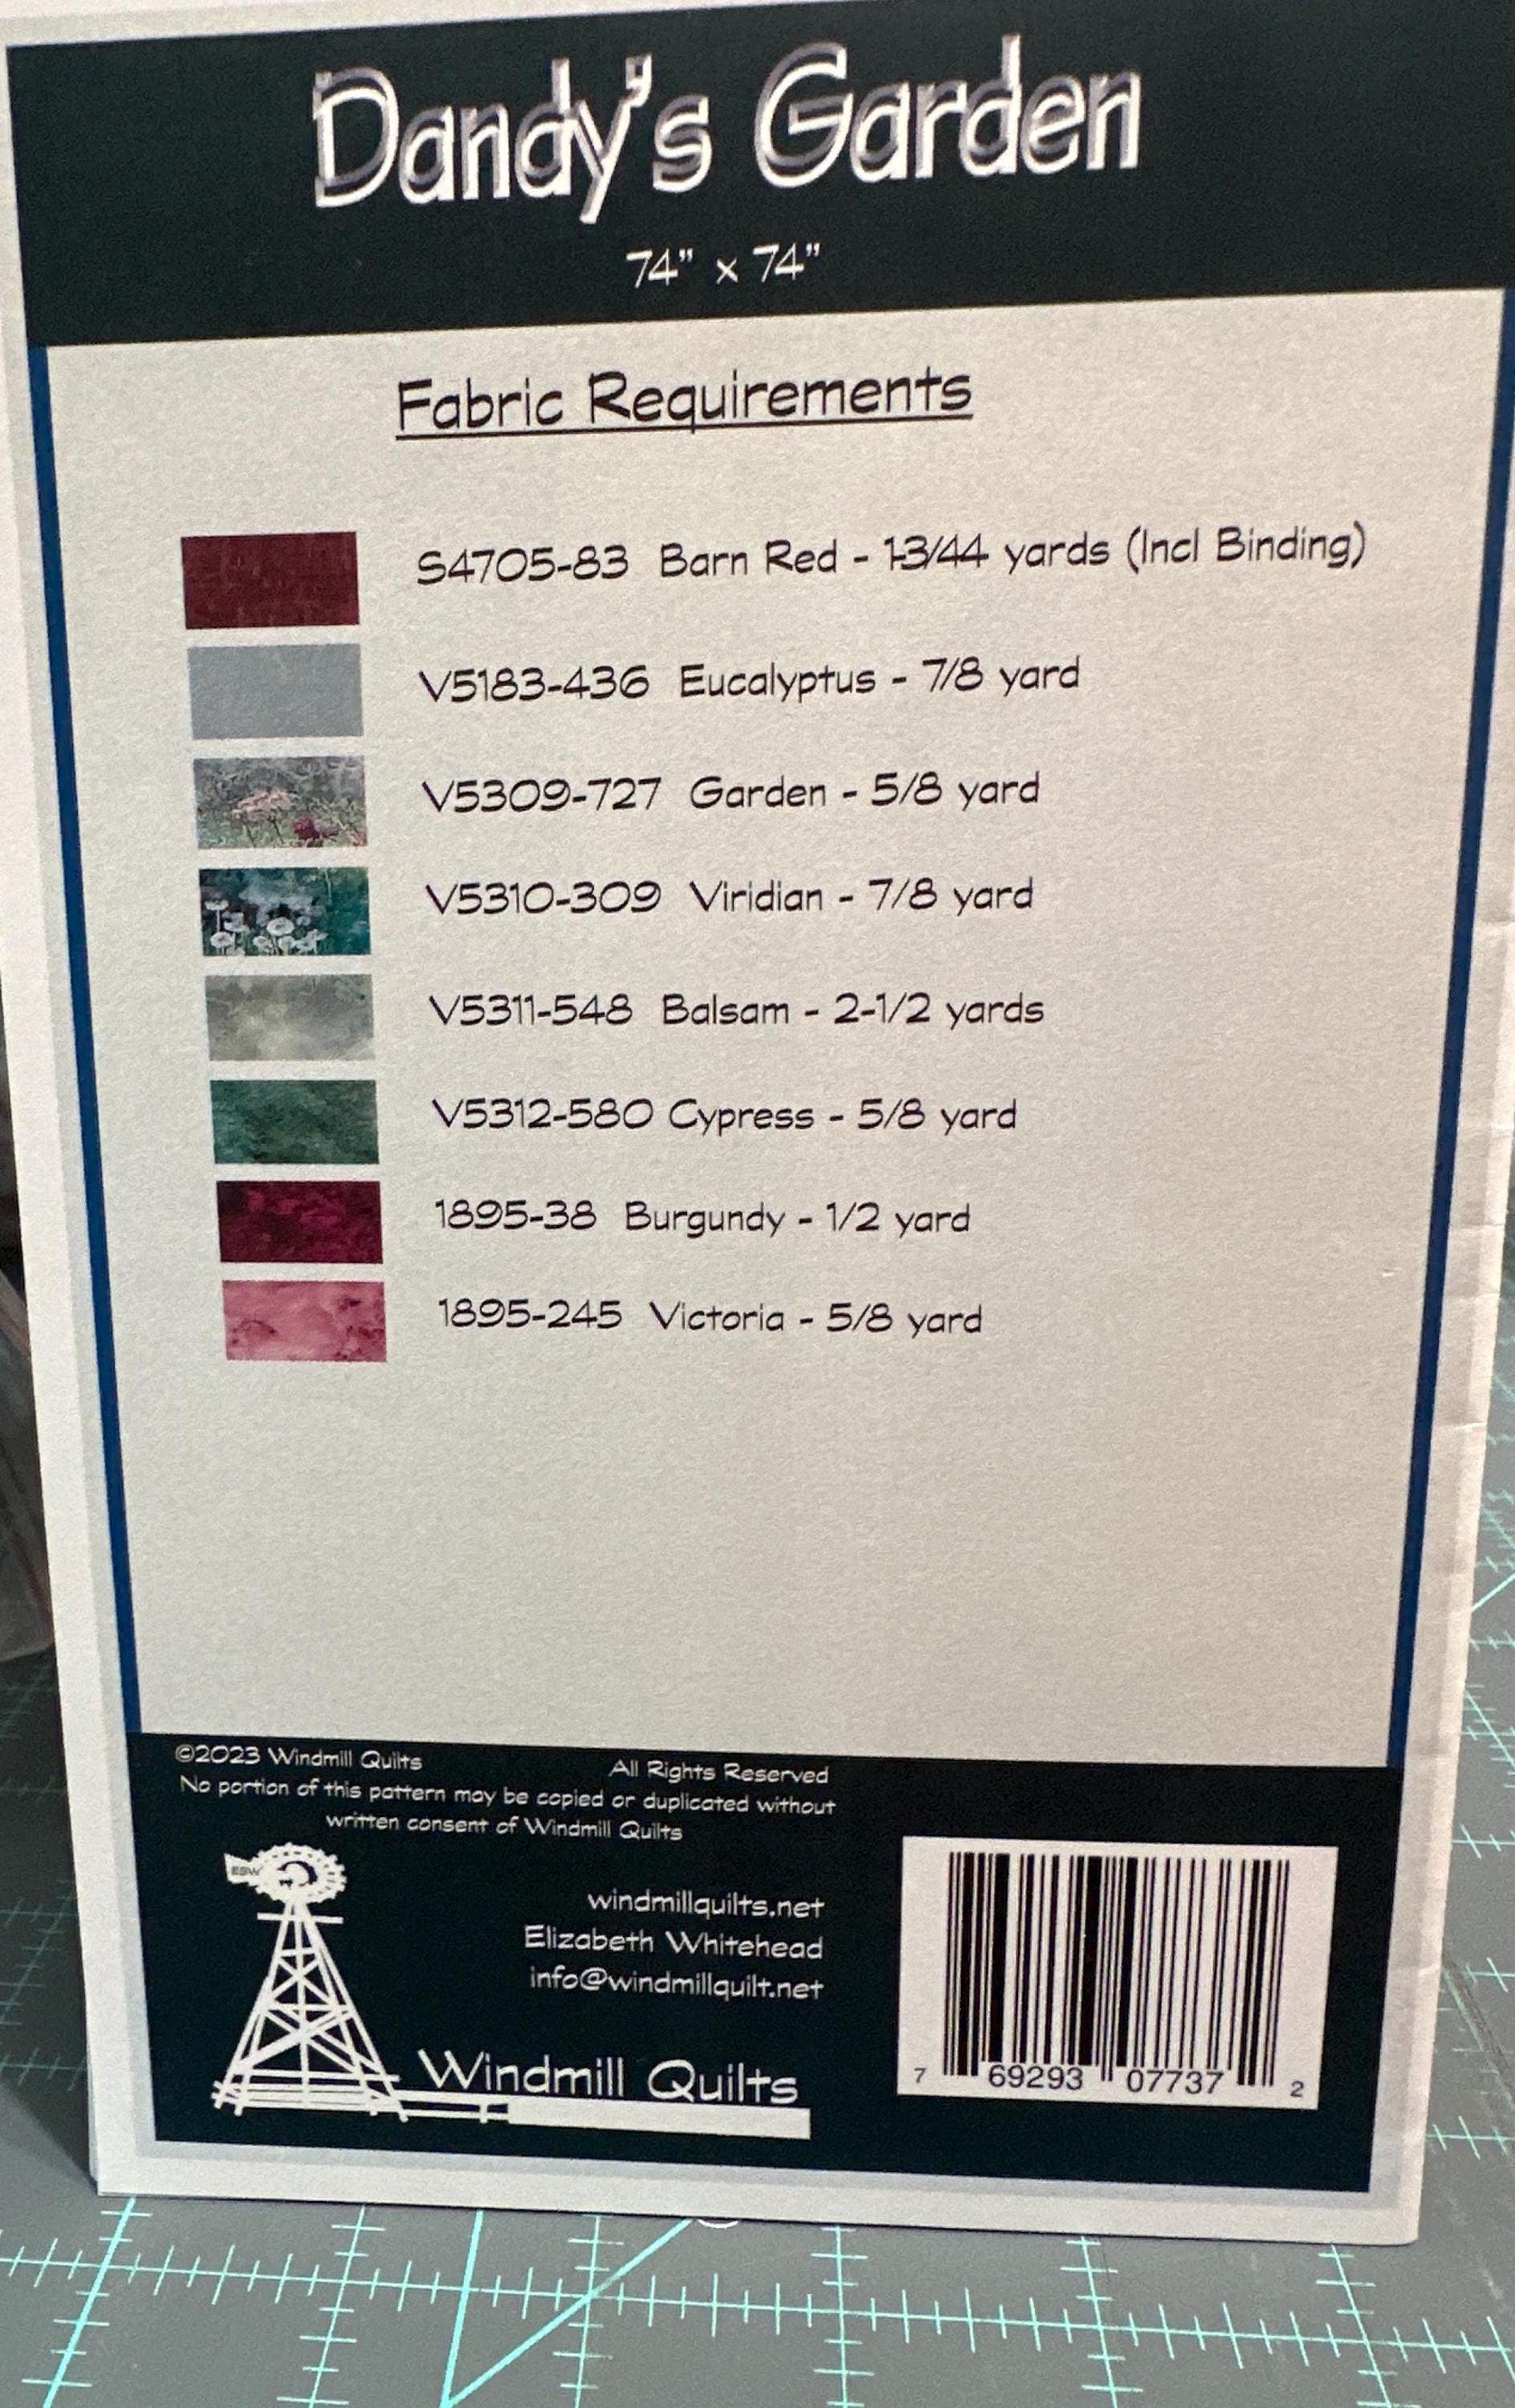 Dandy's Garden
74" x 74"
Fabric Requirements
S4705-83 Barn Red - 1-3/44 yards (Incl Binding)
V5183-436 Eucalyptus - 7/8 yard
V5309-727 Garden - 5/8 yard
V5310-309 Viridian - 7/8 yard
V5311-548 Balsam - 2-1/2 yards
V5312-580 Cypress - 5/8 yard
1895-38 Burgundy - 1/2 yard
1895-245 Victoria - 5/8 yard
©2023 Windmill Quilts All Rights Reserved
No portion of this pattern may be copied or duplicated without
written consent of Windmill Quilts
ESW
windmillquilts.net
Elizabeth Whitehead
info@windmillquilt.net
Windmill Quilts
7 69293 07737 2